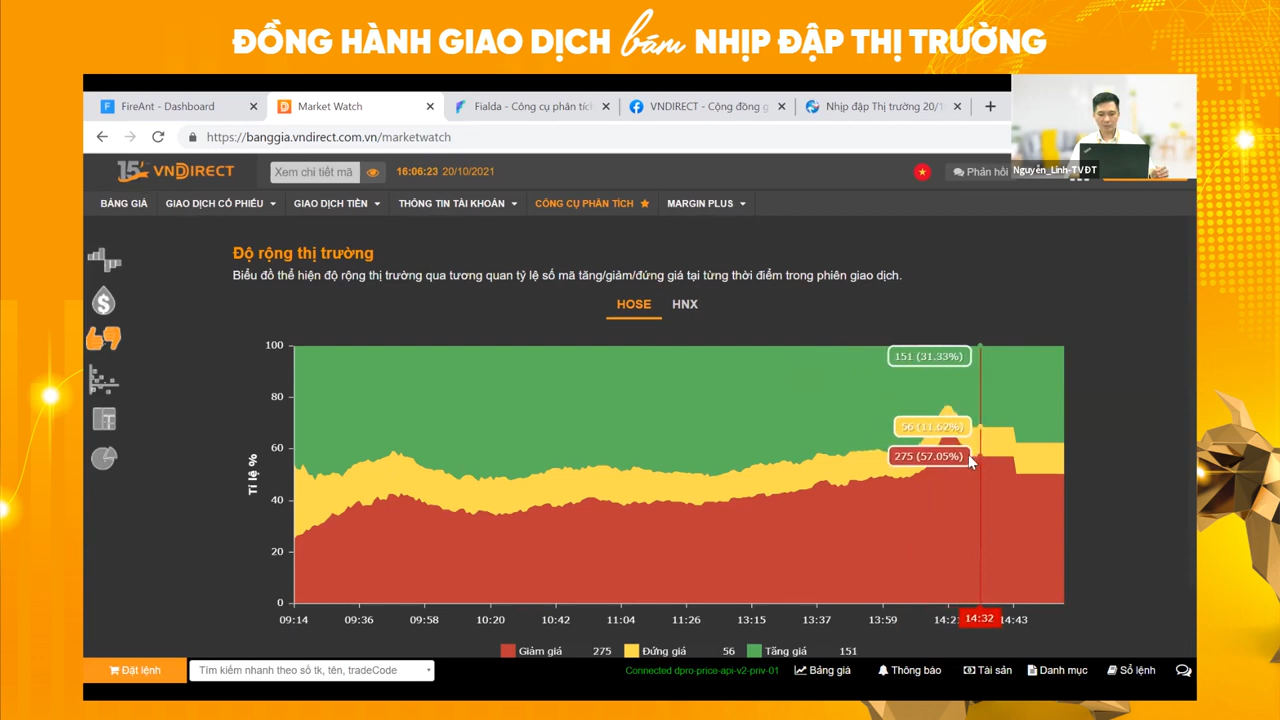 ĐỒNG HÀNH GIAO DỊCH bám NHỊP ĐẬP THỊ TRƯỜNG
FireAnt - Dashboard
Market Watch
Fialda - Công cụ phân tíc
VNDIRECT - Cộng đồng g
Nhịp đập Thị trường 20/1
https://banggia.vndirect.com.vn/marketwatch
15 VNDIRECT
Xem chi tiết mã
16:06:23 20/10/2021
Phản hồi
Nguyễn_Linh-TVĐT
BẢNG GIÁ
GIAO DỊCH CỔ PHIẾU
GIAO DỊCH TIỀN
THÔNG TIN TÀI KHOẢN
CÔNG CỤ PHÂN TÍCH
MARGIN PLUS
Độ rộng thị trường
Biểu đồ thể hiện độ rộng thị trường qua tương quan tỷ lệ số mã tăng/giảm/đứng giá tại từng thời điểm trong phiên giao dịch.
HOSE HNX
Tỉ lệ %
100
80
60
40
20
0
151 (31.33%)
56 (11.62%)
275 (57.05%)
09:14 09:36 09:58 10:20 10:42 11:04 11:26 13:15 13:37 13:59 14:2 14:32 14:43
Giảm giá 275 Đứng giá 56 Tăng giá 151
Đặt lệnh
Tìm kiếm nhanh theo số tk, tên, tradeCode
Connected dpro-price-api-v2-priv-01
Bảng giá
Thông báo
Tài sản
Danh mục
Sổ lệnh